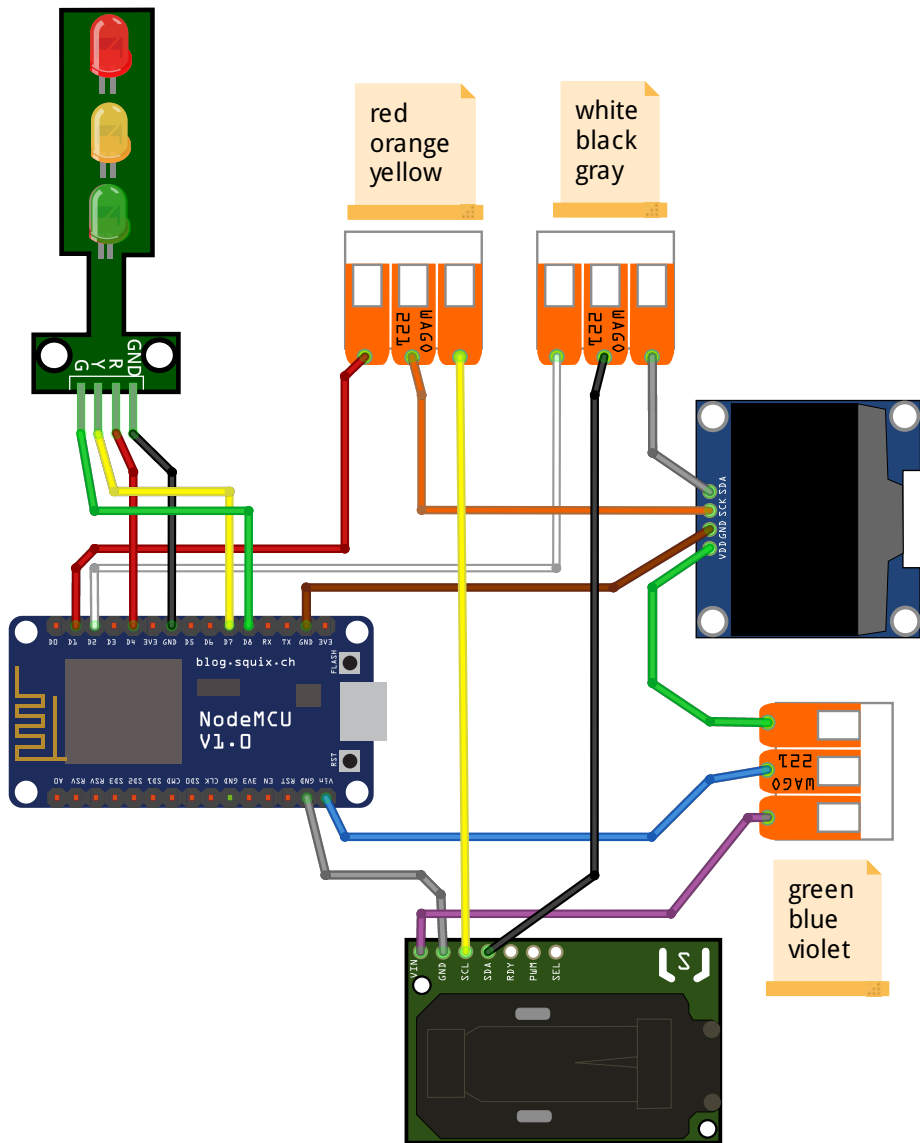 red
orange
yellow
white
black
gray
WAGO
221
WAGO
221
G
Y
R
GND
SDA
SCK
GND
VDD
D0 D1 D2 D3 D4 3V3 GND D5 D6 D7 D8 RX TX GND 3V3
blog.squix.ch
FLASH
NodeMCU
V1.0
RST
A0 RSV RSV SD3 SD2 SD1 CMD SD0 CLK GND 3V3 EN RST GND Vin
221
WAGO
green
blue
violet
VIN
GND
SCL
SDA
RDY
PWM
SEL